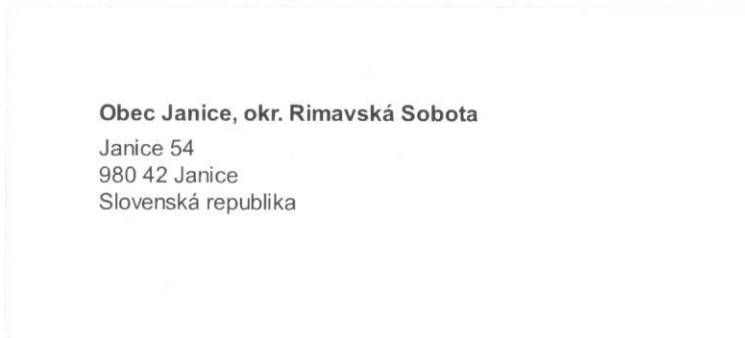 Obec Janice, okr. Rimavská Sobota
Janice 54
980 42 Janice
Slovenská republika